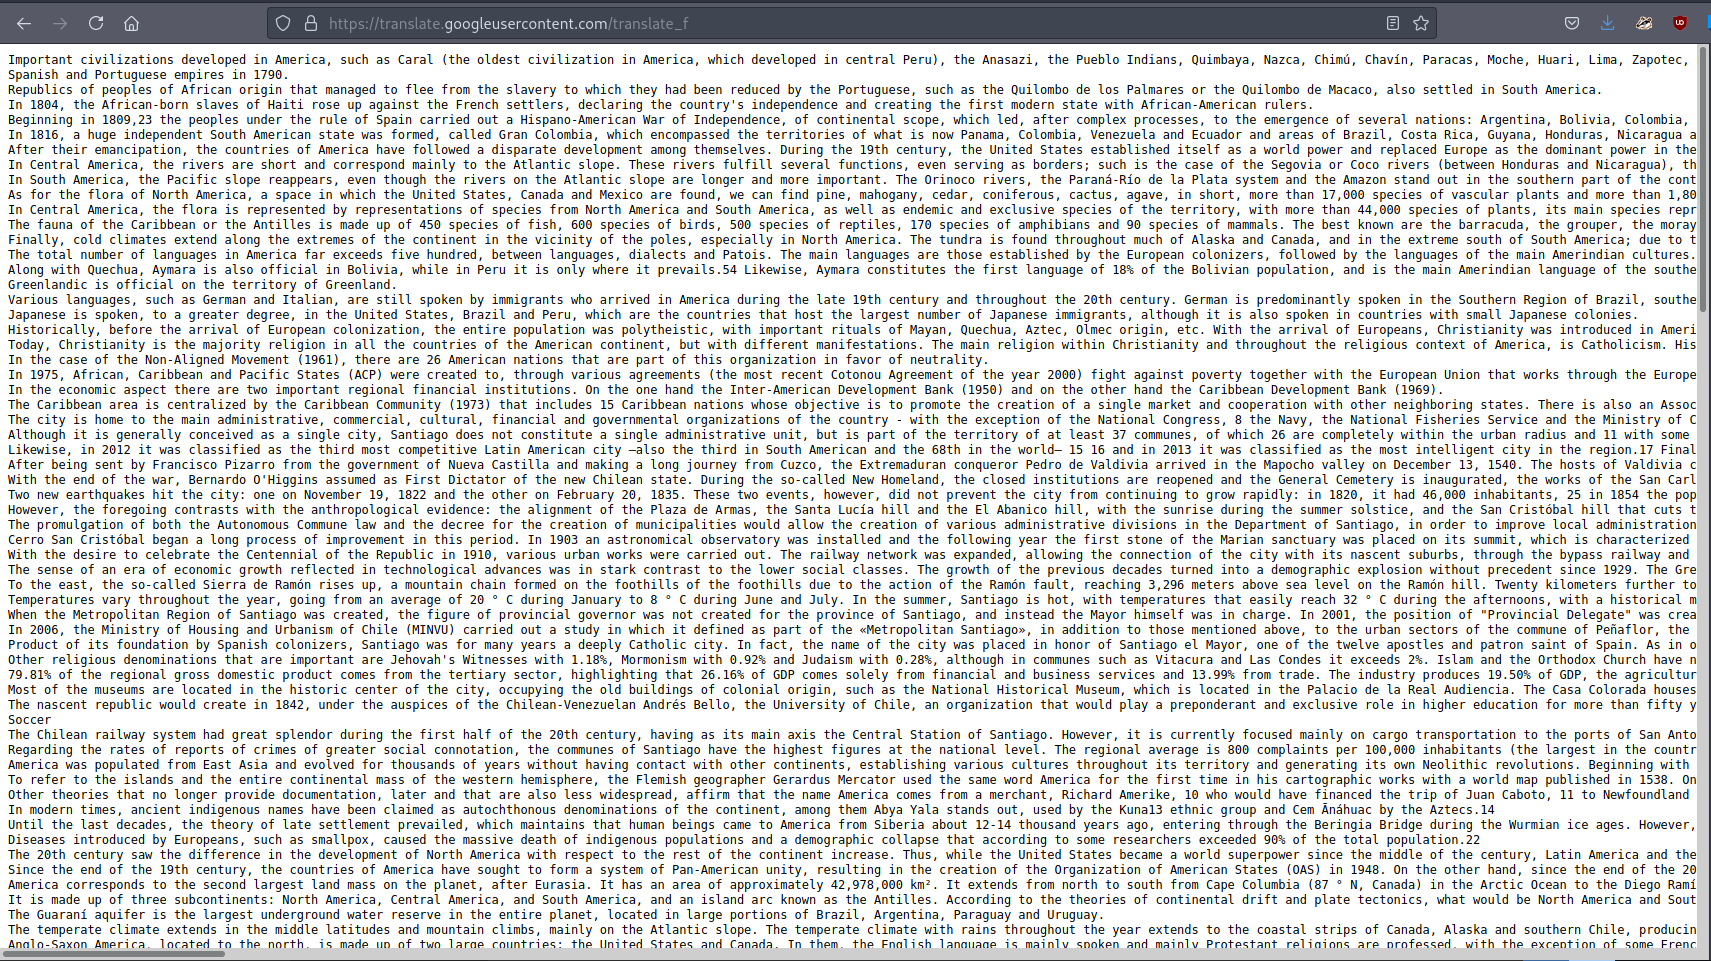 https://translate.googleusercontent.com/translate_f
Important civilizations developed in America, such as Caral (the oldest civilization in America, which developed in central Peru), the Anasazi, the Pueblo Indians, Quimbaya, Nazca, Chimú, Chavín, Paracas, Moche, Huari, Lima, Zapotec,
Spanish and Portuguese empires in 1790.
Republics of peoples of African origin that managed to flee from the slavery to which they had been reduced by the Portuguese, such as the Quilombo de los Palmares or the Quilombo de Macaco, also settled in South America.
In 1804, the African-born slaves of Haiti rose up against the French settlers, declaring the country's independence and creating the first modern state with African-American rulers.
Beginning in 1809,23 the peoples under the rule of Spain carried out a Hispano-American War of Independence, of continental scope, which led, after complex processes, to the emergence of several nations: Argentina, Bolivia, Colombia,
In 1816, a huge independent South American state was formed, called Gran Colombia, which encompassed the territories of what is now Panama, Colombia, Venezuela and Ecuador and areas of Brazil, Costa Rica, Guyana, Honduras, Nicaragua a
After their emancipation, the countries of America have followed a disparate development among themselves. During the 19th century, the United States established itself as a world power and replaced Europe as the dominant power in the
In Central America, the rivers are short and correspond mainly to the Atlantic slope. These rivers fulfill several functions, even serving as borders; such is the case of the Segovia or Coco rivers (between Honduras and Nicaragua), th
In South America, the Pacific slope reappears, even though the rivers on the Atlantic slope are longer and more important. The Orinoco rivers, the Paraná-Río de la Plata system and the Amazon stand out in the southern part of the cont
As for the flora of North America, a space in which the United States, Canada and Mexico are found, we can find pine, mahogany, cedar, coniferous, cactus, agave, in short, more than 17,000 species of vascular plants and more than 1,80
In Central America, the flora is represented by representations of species from North America and South America, as well as endemic and exclusive species of the territory, with more than 44,000 species of plants, its main species repr
The fauna of the Caribbean or the Antilles is made up of 450 species of fish, 600 species of birds, 500 species of reptiles, 170 species of amphibians and 90 species of mammals. The best known are the barracuda, the grouper, the moray
Finally, cold climates extend along the extremes of the continent in the vicinity of the poles, especially in North America. The tundra is found throughout much of Alaska and Canada, and in the extreme south of South America; due to t
The total number of languages in America far exceeds five hundred, between languages, dialects and Patois. The main languages are those established by the European colonizers, followed by the languages of the main Amerindian cultures.
Along with Quechua, Aymara is also official in Bolivia, while in Peru it is only where it prevails.54 Likewise, Aymara constitutes the first language of 18% of the Bolivian population, and is the main Amerindian language of the southe
Greenlandic is official on the territory of Greenland.
Various languages, such as German and Italian, are still spoken by immigrants who arrived in America during the late 19th century and throughout the 20th century. German is predominantly spoken in the Southern Region of Brazil, southe
Japanese is spoken, to a greater degree, in the United States, Brazil and Peru, which are the countries that host the largest number of Japanese immigrants, although it is also spoken in countries with small Japanese colonies.
Historically, before the arrival of European colonization, the entire population was polytheistic, with important rituals of Mayan, Quechua, Aztec, Olmec origin, etc. With the arrival of Europeans, Christianity was introduced in Ameri
Today, Christianity is the majority religion in all the countries of the American continent, but with different manifestations. The main religion within Christianity and throughout the religious context of America, is Catholicism. His
In the case of the Non-Aligned Movement (1961), there are 26 American nations that are part of this organization in favor of neutrality.
In 1975, African, Caribbean and Pacific States (ACP) were created to, through various agreements (the most recent Cotonou Agreement of the year 2000) fight against poverty together with the European Union that works through the Europe
In the economic aspect there are two important regional financial institutions. On the one hand the Inter-American Development Bank (1950) and on the other hand the Caribbean Development Bank (1969).
The Caribbean area is centralized by the Caribbean Community (1973) that includes 15 Caribbean nations whose objective is to promote the creation of a single market and cooperation with other neighboring states. There is also an Assoc
The city is home to the main administrative, commercial, cultural, financial and governmental organizations of the country - with the exception of the National Congress, 8 the Navy, the National Fisheries Service and the Ministry of C
Although it is generally conceived as a single city, Santiago does not constitute a single administrative unit, but is part of the territory of at least 37 communes, of which 26 are completely within the urban radius and 11 with some
Likewise, in 2012 it was classified as the third most competitive Latin American city —also the third in South American and the 68th in the world— 15 16 and in 2013 it was classified as the most intelligent city in the region.17 Final
After being sent by Francisco Pizarro from the government of Nueva Castilla and making a long journey from Cuzco, the Extremaduran conqueror Pedro de Valdivia arrived in the Mapocho valley on December 13, 1540. The hosts of Valdivia c
With the end of the war, Bernardo O'Higgins assumed as First Dictator of the new Chilean state. During the so-called New Homeland, the closed institutions are reopened and the General Cemetery is inaugurated, the works of the San Carl
Two new earthquakes hit the city: one on November 19, 1822 and the other on February 20, 1835. These two events, however, did not prevent the city from continuing to grow rapidly: in 1820, it had 46,000 inhabitants, 25 in 1854 the pop
However, the foregoing contrasts with the anthropological evidence: the alignment of the Plaza de Armas, the Santa Lucía hill and the El Abanico hill, with the sunrise during the summer solstice, and the San Cristóbal hill that cuts t
The promulgation of both the Autonomous Commune law and the decree for the creation of municipalities would allow the creation of various administrative divisions in the Department of Santiago, in order to improve local administration
Cerro San Cristóbal began a long process of improvement in this period. In 1903 an astronomical observatory was installed and the following year the first stone of the Marian sanctuary was placed on its summit, which is characterized
With the desire to celebrate the Centennial of the Republic in 1910, various urban works were carried out. The railway network was expanded, allowing the connection of the city with its nascent suburbs, through the bypass railway and
The sense of an era of economic growth reflected in technological advances was in stark contrast to the lower social classes. The growth of the previous decades turned into a demographic explosion without precedent since 1929. The Gre
To the east, the so-called Sierra de Ramón rises up, a mountain chain formed on the foothills of the foothills due to the action of the Ramón fault, reaching 3,296 meters above sea level on the Ramón hill. Twenty kilometers further to
Temperatures vary throughout the year, going from an average of 20 ° C during January to 8 ° C during June and July. In the summer, Santiago is hot, with temperatures that easily reach 32 ° C during the afternoons, with a historical m
When the Metropolitan Region of Santiago was created, the figure of provincial governor was not created for the province of Santiago, and instead the Mayor himself was in charge. In 2001, the position of "Provincial Delegate" was crea
In 2006, the Ministry of Housing and Urbanism of Chile (MINVU) carried out a study in which it defined as part of the «Metropolitan Santiago», in addition to those mentioned above, to the urban sectors of the commune of Peñaflor, the
Product of its foundation by Spanish colonizers, Santiago was for many years a deeply Catholic city. In fact, the name of the city was placed in honor of Santiago el Mayor, one of the twelve apostles and patron saint of Spain. As in o
Other religious denominations that are important are Jehovah's Witnesses with 1.18%, Mormonism with 0.92% and Judaism with 0.28%, although in communes such as Vitacura and Las Condes it exceeds 2%. Islam and the Orthodox Church have n
79.81% of the regional gross domestic product comes from the tertiary sector, highlighting that 26.16% of GDP comes solely from financial and business services and 13.99% from trade. The industry produces 19.50% of GDP, the agricultur
Most of the museums are located in the historic center of the city, occupying the old buildings of colonial origin, such as the National Historical Museum, which is located in the Palacio de la Real Audiencia. The Casa Colorada houses
The nascent republic would create in 1842, under the auspices of the Chilean-Venezuelan Andrés Bello, the University of Chile, an organization that would play a preponderant and exclusive role in higher education for more than fifty y
Soccer
The Chilean railway system had great splendor during the first half of the 20th century, having as its main axis the Central Station of Santiago. However, it is currently focused mainly on cargo transportation to the ports of San Anto
Regarding the rates of reports of crimes of greater social connotation, the communes of Santiago have the highest figures at the national level. The regional average is 800 complaints per 100,000 inhabitants (the largest in the countr
America was populated from East Asia and evolved for thousands of years without having contact with other continents, establishing various cultures throughout its territory and generating its own Neolithic revolutions. Beginning with
To refer to the islands and the entire continental mass of the western hemisphere, the Flemish geographer Gerardus Mercator used the same word America for the first time in his cartographic works with a world map published in 1538. On
Other theories that no longer provide documentation, later and that are also less widespread, affirm that the name America comes from a merchant, Richard Amerike, 10 who would have financed the trip of Juan Caboto, 11 to Newfoundland
In modern times, ancient indigenous names have been claimed as autochthonous denominations of the continent, among them Abya Yala stands out, used by the Kuna13 ethnic group and Cem Ānáhuac by the Aztecs.14
Until the last decades, the theory of late settlement prevailed, which maintains that human beings came to America from Siberia about 12-14 thousand years ago, entering through the Beringia Bridge during the Wurmian ice ages. However,
Diseases introduced by Europeans, such as smallpox, caused the massive death of indigenous populations and a demographic collapse that according to some researchers exceeded 90% of the total population.22
The 20th century saw the difference in the development of North America with respect to the rest of the continent increase. Thus, while the United States became a world superpower since the middle of the century, Latin America and the
Since the end of the 19th century, the countries of America have sought to form a system of Pan-American unity, resulting in the creation of the Organization of American States (OAS) in 1948. On the other hand, since the end of the 20
America corresponds to the second largest land mass on the planet, after Eurasia. It has an area of approximately 42,978,000 km². It extends from north to south from Cape Columbia (87 ° N, Canada) in the Arctic Ocean to the Diego Ramí
It is made up of three subcontinents: North America, Central America, and South America, and an island arc known as the Antilles. According to the theories of continental drift and plate tectonics, what would be North America and Sout
The Guaraní aquifer is the largest underground water reserve in the entire planet, located in large portions of Brazil, Argentina, Paraguay and Uruguay.
The temperate climate extends in the middle latitudes and mountain climbs, mainly on the Atlantic slope. The temperate climate with rains throughout the year extends to the coastal strips of Canada, Alaska and southern Chile, producin
Anglo-Saxon America, located to the north, is made up of two large countries: the United States and Canada. In them, the English language is mainly spoken and mainly Protestant religions are professed, with the exception of some Frenc